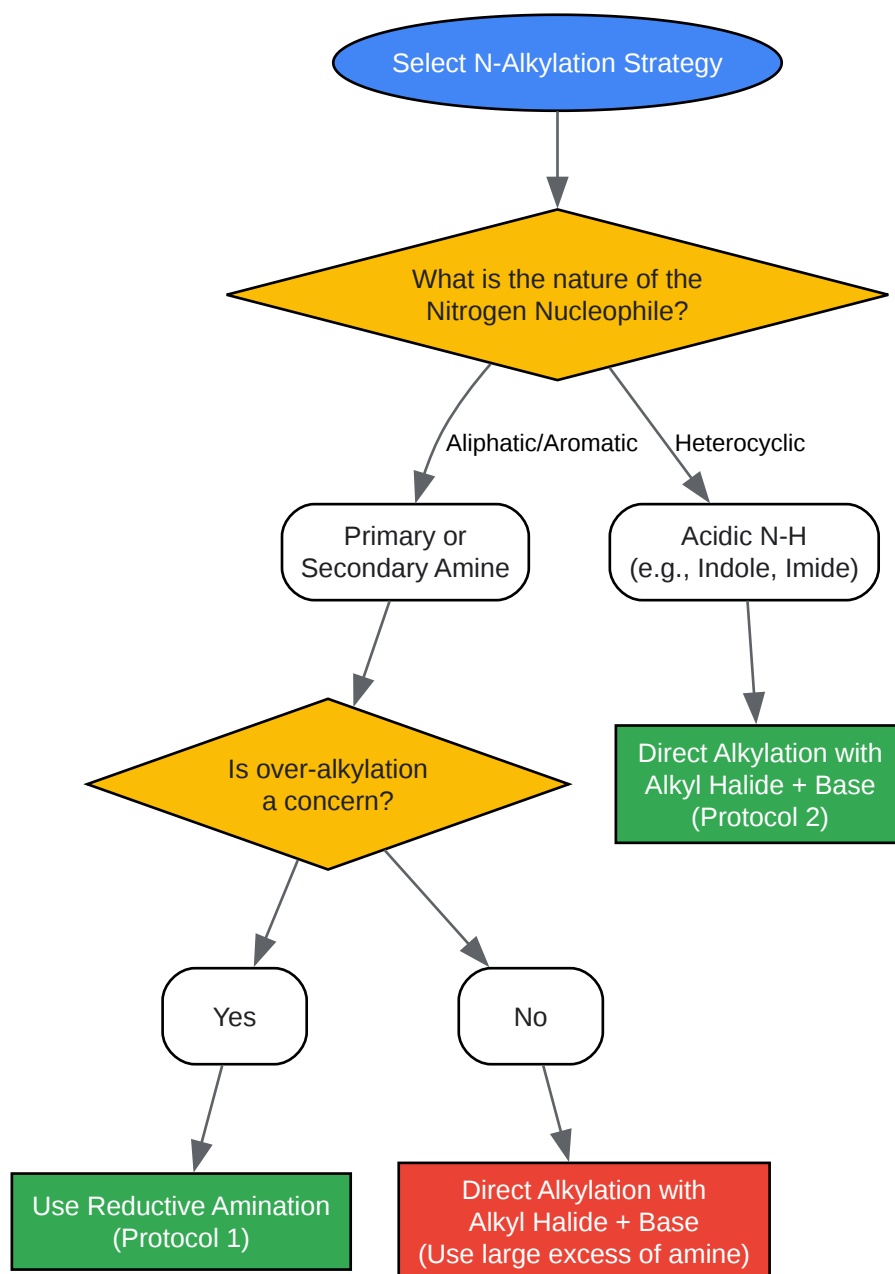 Select N-Alkylation Strategy
What is the nature of the
Nitrogen Nucleophile?
Aliphatic/Aromatic
Heterocyclic
Primary or
Secondary Amine
Acidic N-H
(e.g., Indole, Imide)
Is over-alkylation
a concern?
Direct Alkylation with
Alkyl Halide + Base
(Protocol 2)
Yes
No
Use Reductive Amination
(Protocol 1)
Direct Alkylation with
Alkyl Halide + Base
(Use large excess of amine)